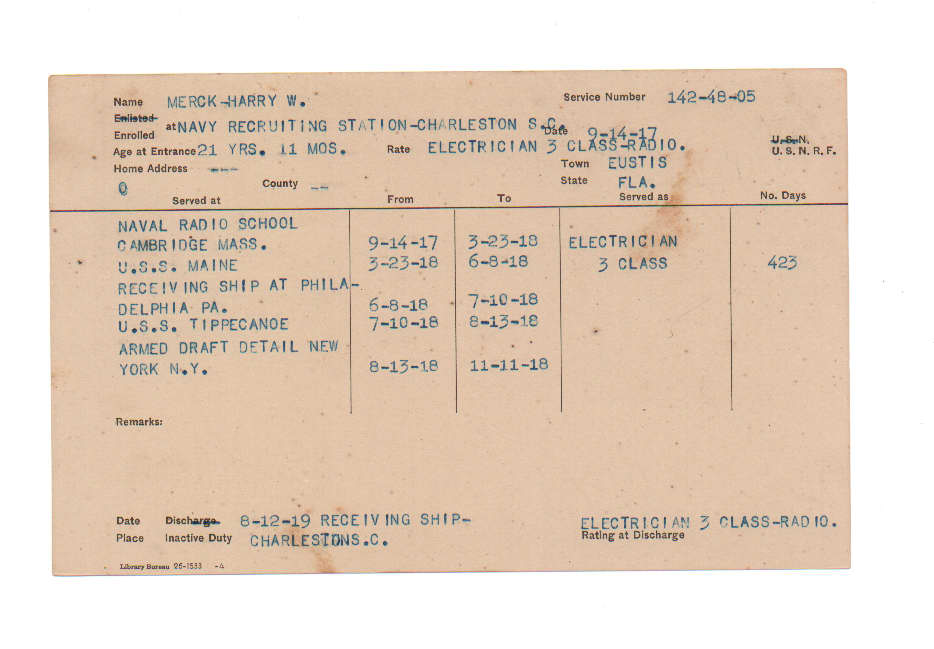 Name MERCK-HARRY W. Service Number 142-48-05
Enlisted
Enrolled at NAVY RECRUITING STATION-CHARLESTON S.C. Date 9-14-17 U.S.N.
Age at Entrance 21 YRS. 11 MOS. Rate ELECTRICIAN 3 CLASS-RADIO. U. S. N. R. F.
Home Address --- Town EUSTIS
0 County -- State FLA.
Served at From To Served as No. Days
NAVAL RADIO SCHOOL
CAMBRIDGE MASS. 9-14-17 3-23-18 ELECTRICIAN
U.S.S. MAINE 3-23-18 6-8-18 3 CLASS 423
RECEIVING SHIP AT PHILA-
DELPHIA PA. 6-8-18 7-10-18
U.S.S. TIPPECANOE 7-10-18 8-13-18
ARMED DRAFT DETAIL NEW
YORK N.Y. 8-13-18 11-11-18
Remarks:
Date Discharge 8-12-19 RECEIVING SHIP- ELECTRICIAN 3 CLASS-RADIO.
Place Inactive Duty CHARLESTONS.C. Rating at Discharge
Library Bureau 26-1533 -4